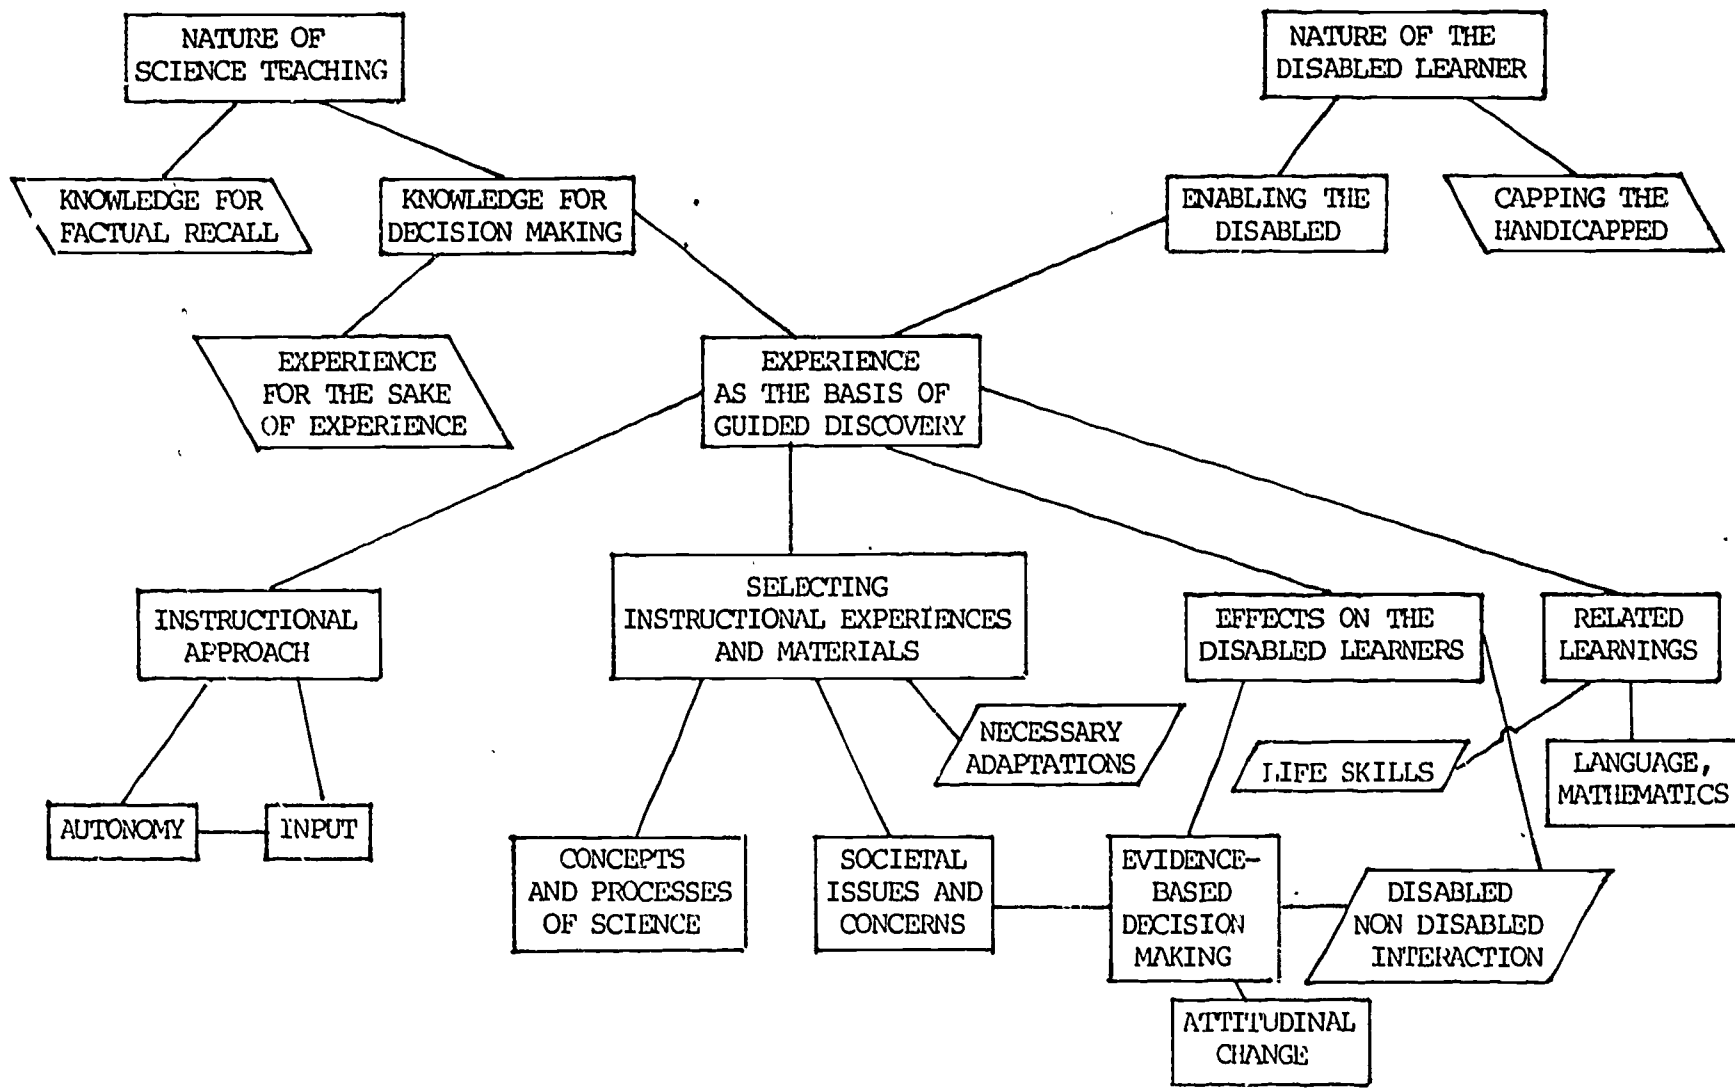 NATURE OF
SCIENCE TEACHING
NATURE OF THE
DISABLED LEARNER
KNOWLEDGE FOR
FACTUAL RECALL
KNOWLEDGE FOR
DECISION MAKING
ENABLING THE
DISABLED
CAPPING THE
HANDICAPPED
EXPERIENCE
FOR THE SAKE
OF EXPERIENCE
EXPERIENCE
AS THE BASIS OF
GUIDED DISCOVERY
INSTRUCTIONAL
APPROACH
SELECTING
INSTRUCTIONAL EXPERIENCES
AND MATERIALS
EFFECTS ON THE
DISABLED LEARNERS
RELATED
LEARNINGS
NECESSARY
ADAPTATIONS
LIFE SKILLS
LANGUAGE,
MATHEMATICS
AUTONOMY
INPUT
CONCEPTS
AND PROCESSES
OF SCIENCE
SOCIETAL
ISSUES AND
CONCERNS
EVIDENCE-
BASED
DECISION
MAKING
DISABLED
NON DISABLED
INTERACTION
ATTITUDINAL
CHANGE